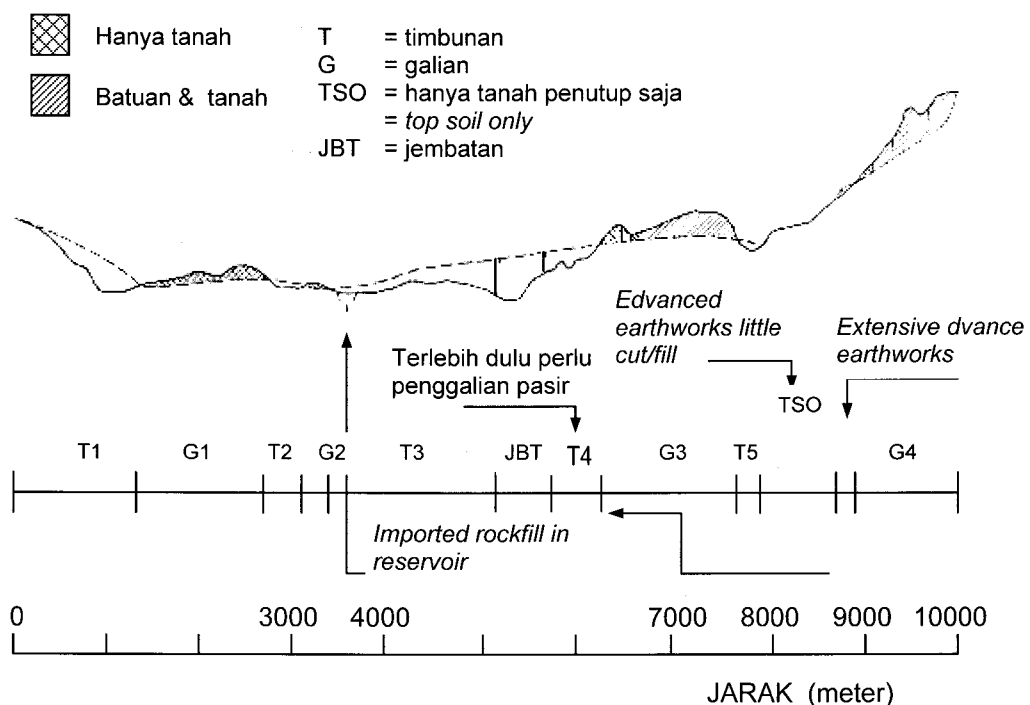 Hanya tanah
Batuan & tanah
T = timbunan
G = galian
TSO = hanya tanah penutup saja
= top soil only
JBT = jembatan
Edvanced
earthworks little
cut/fill
Extensive dvance
earthworks
Terlebih dulu perlu
penggalian pasir
TSO
T1 G1 T2 G2 T3 JBT T4 G3 T5 G4
Imported rockfill in
reservoir
0 3000 4000 7000 8000 9000 10000
JARAK (meter)